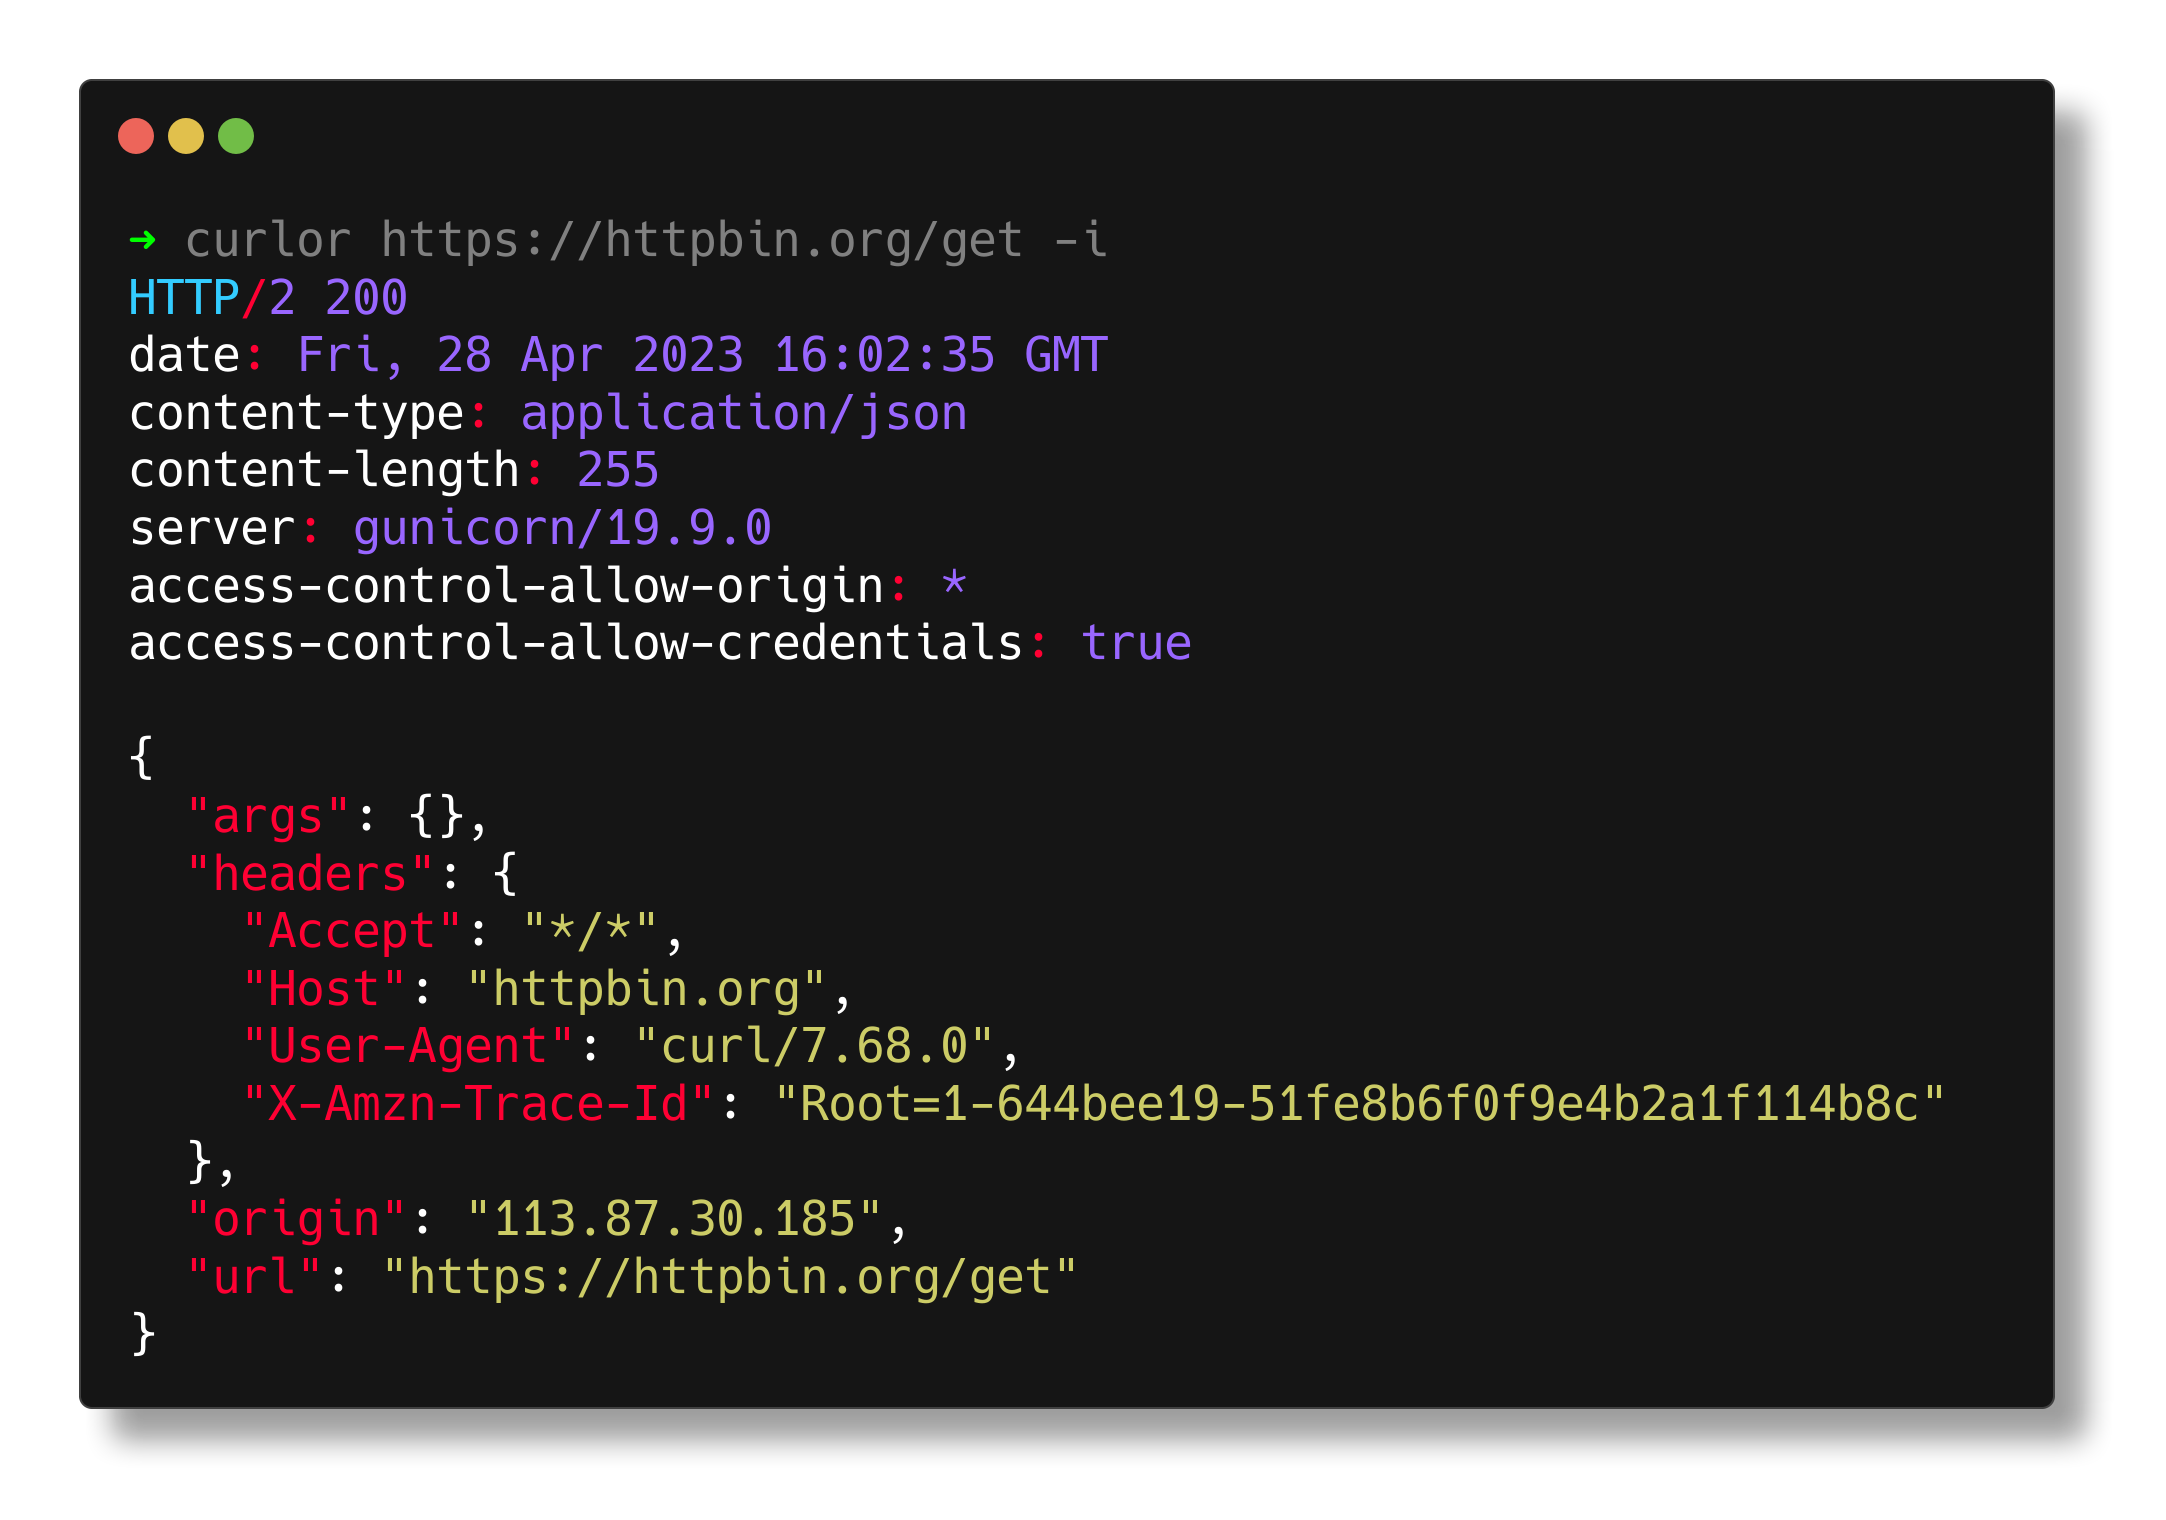 ➜ curlor https://httpbin.org/get -i
HTTP/2 200
date: Fri, 28 Apr 2023 16:02:35 GMT
content-type: application/json
content-length: 255
server: gunicorn/19.9.0
access-control-allow-origin: *
access-control-allow-credentials: true

{
  "args": {},
  "headers": {
    "Accept": "*/*",
    "Host": "httpbin.org",
    "User-Agent": "curl/7.68.0",
    "X-Amzn-Trace-Id": "Root=1-644bee19-51fe8b6f0f9e4b2a1f114b8c"
  },
  "origin": "113.87.30.185",
  "url": "https://httpbin.org/get"
}